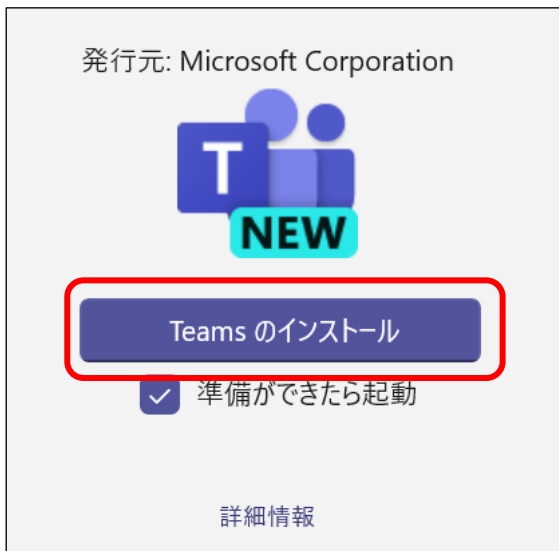 発行元: Microsoft Corporation
T
NEW
Teams のインストール
準備ができたら起動
詳細情報